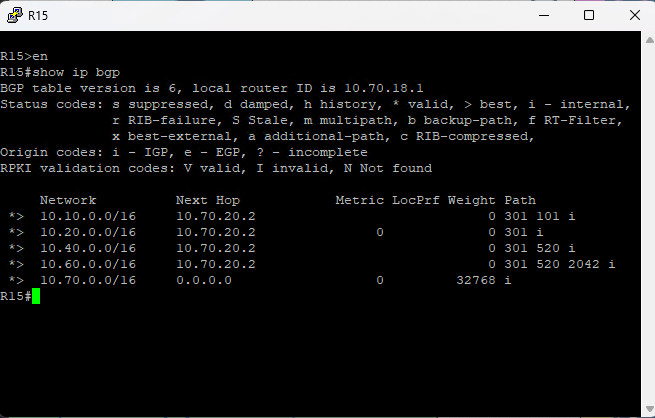 R15
R15>en
R15#show ip bgp
BGP table version is 6, local router ID is 10.70.18.1
Status codes: s suppressed, d damped, h history, * valid, > best, i - internal,
              r RIB-failure, S Stale, m multipath, b backup-path, f RT-Filter,
              x best-external, a additional-path, c RIB-compressed,
Origin codes: i - IGP, e - EGP, ? - incomplete
RPKI validation codes: V valid, I invalid, N Not found

     Network          Next Hop            Metric LocPrf Weight Path
 *>  10.10.0.0/16     10.70.20.2                             0 301 101 i
 *>  10.20.0.0/16     10.70.20.2               0             0 301 i
 *>  10.40.0.0/16     10.70.20.2                             0 301 520 i
 *>  10.60.0.0/16     10.70.20.2                             0 301 520 2042 i
 *>  10.70.0.0/16     0.0.0.0                  0         32768 i
R15#